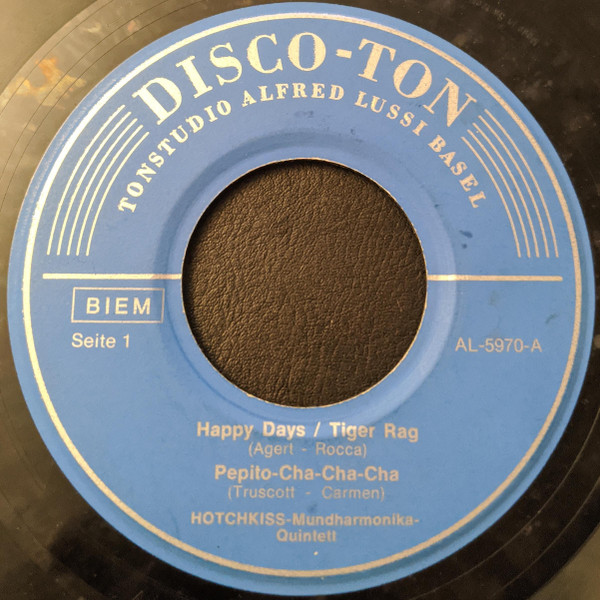 DISCO-TON
TONSTUDIO ALFRED LUSSI BASEL
BIEM
Seite 1
AL-5970-A
Happy Days / Tiger Rag
(Agert - Rocca)
Pepito-Cha-Cha-Cha
(Truscott - Carmen)
HOTCHKISS-Mundharmonika-
Quintett